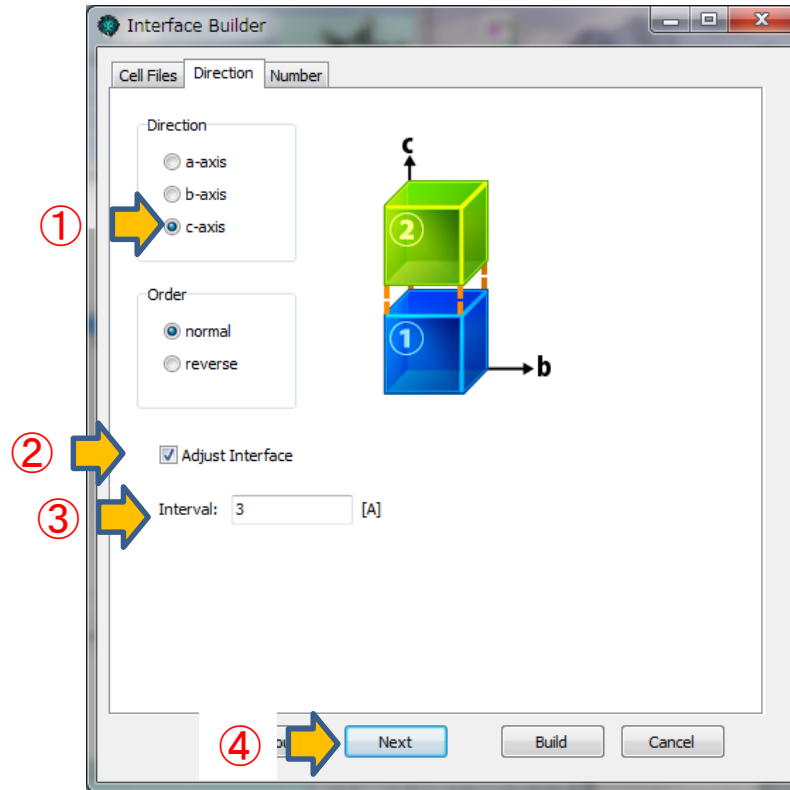 Interface Builder
Cell Files Direction Number
Direction
a-axis
b-axis
① c-axis
c
②
①
b
Order
normal
reverse
② Adjust Interface
③ Interval: 3 [A]
④ Next Build Cancel